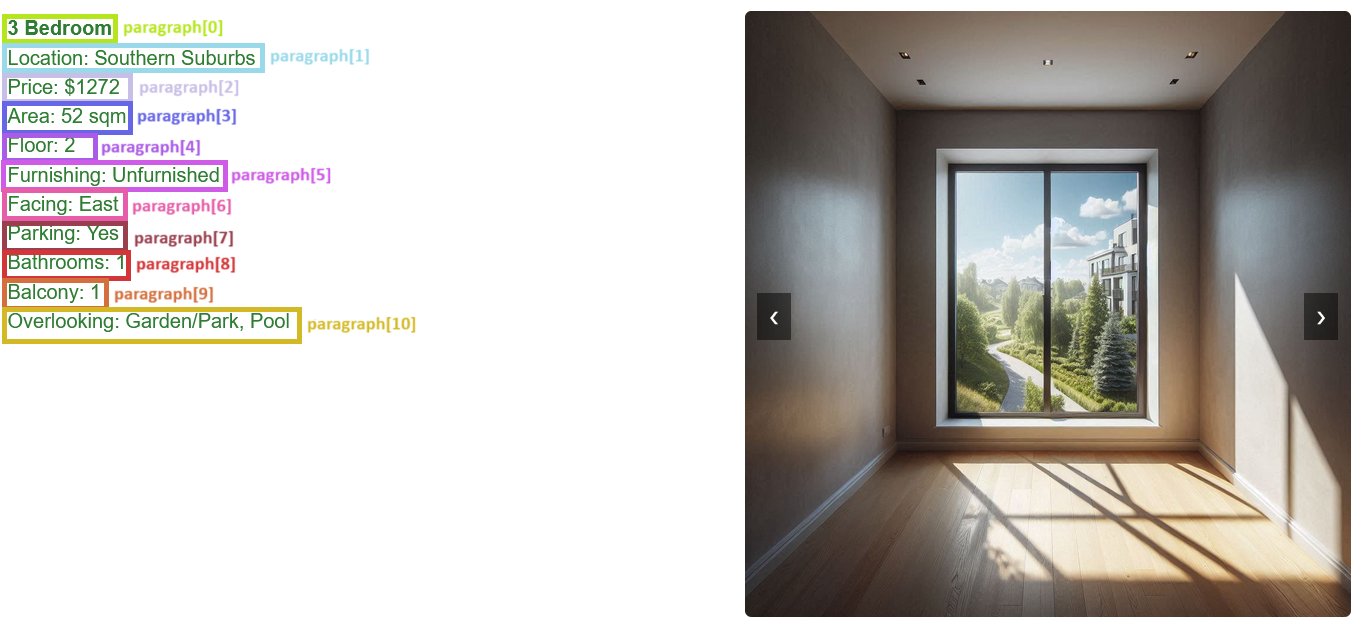 3 Bedroom paragraph[0]
Location: Southern Suburbs paragraph[1]
Price: $1272 paragraph[2]
Area: 52 sqm paragraph[3]
Floor: 2 paragraph[4]
Furnishing: Unfurnished paragraph[5]
Facing: East paragraph[6]
Parking: Yes paragraph[7]
Bathrooms: 1 paragraph[8]
Balcony: 1 paragraph[9]
Overlooking: Garden/Park, Pool paragraph[10]